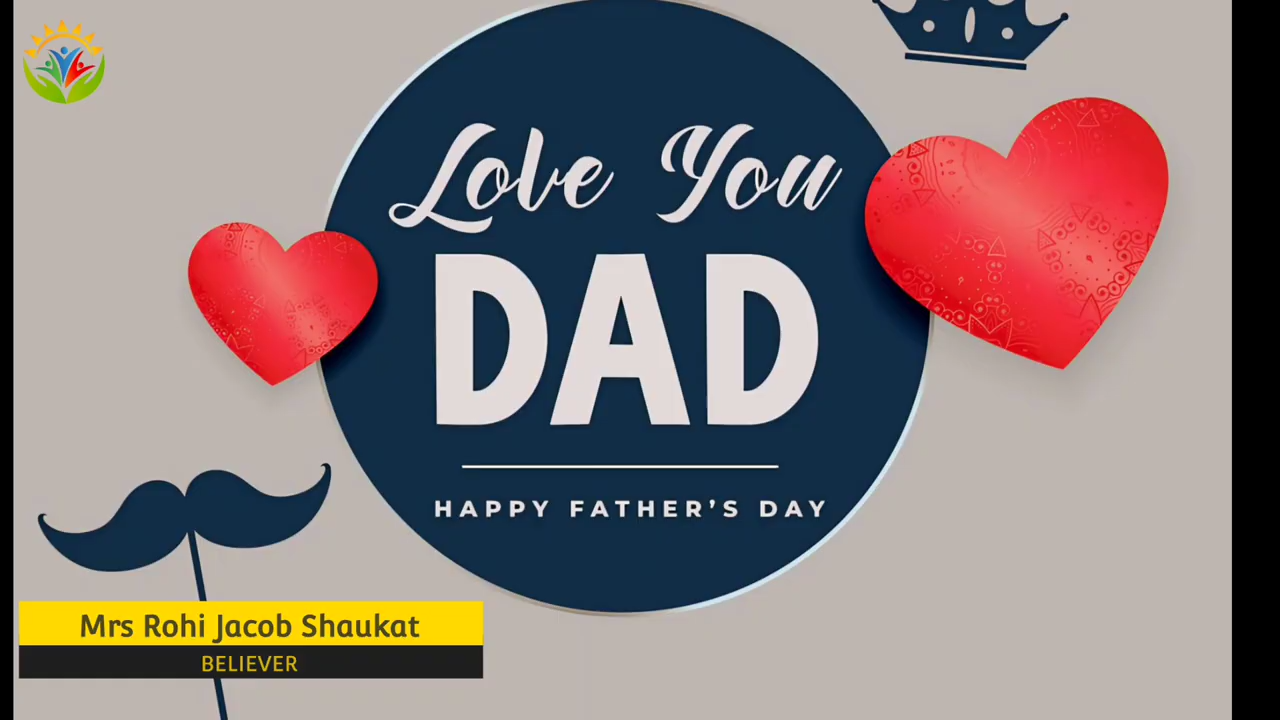 Love You
DAD
HAPPY FATHER’S DAY
Mrs Rohi Jacob Shaukat
BELIEVER